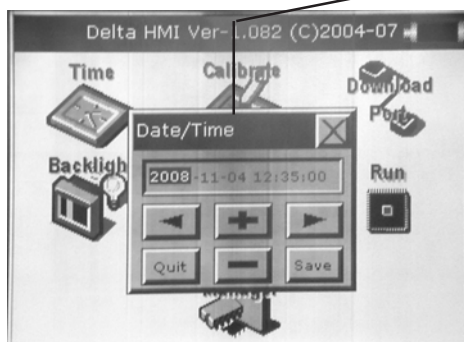 Delta HMI Ver-1.082 (C)2004-07
Time
Calibrate
Download
Port
Date/Time
Backligh
2008-11-04 12:35:00
Run
Quit
Save